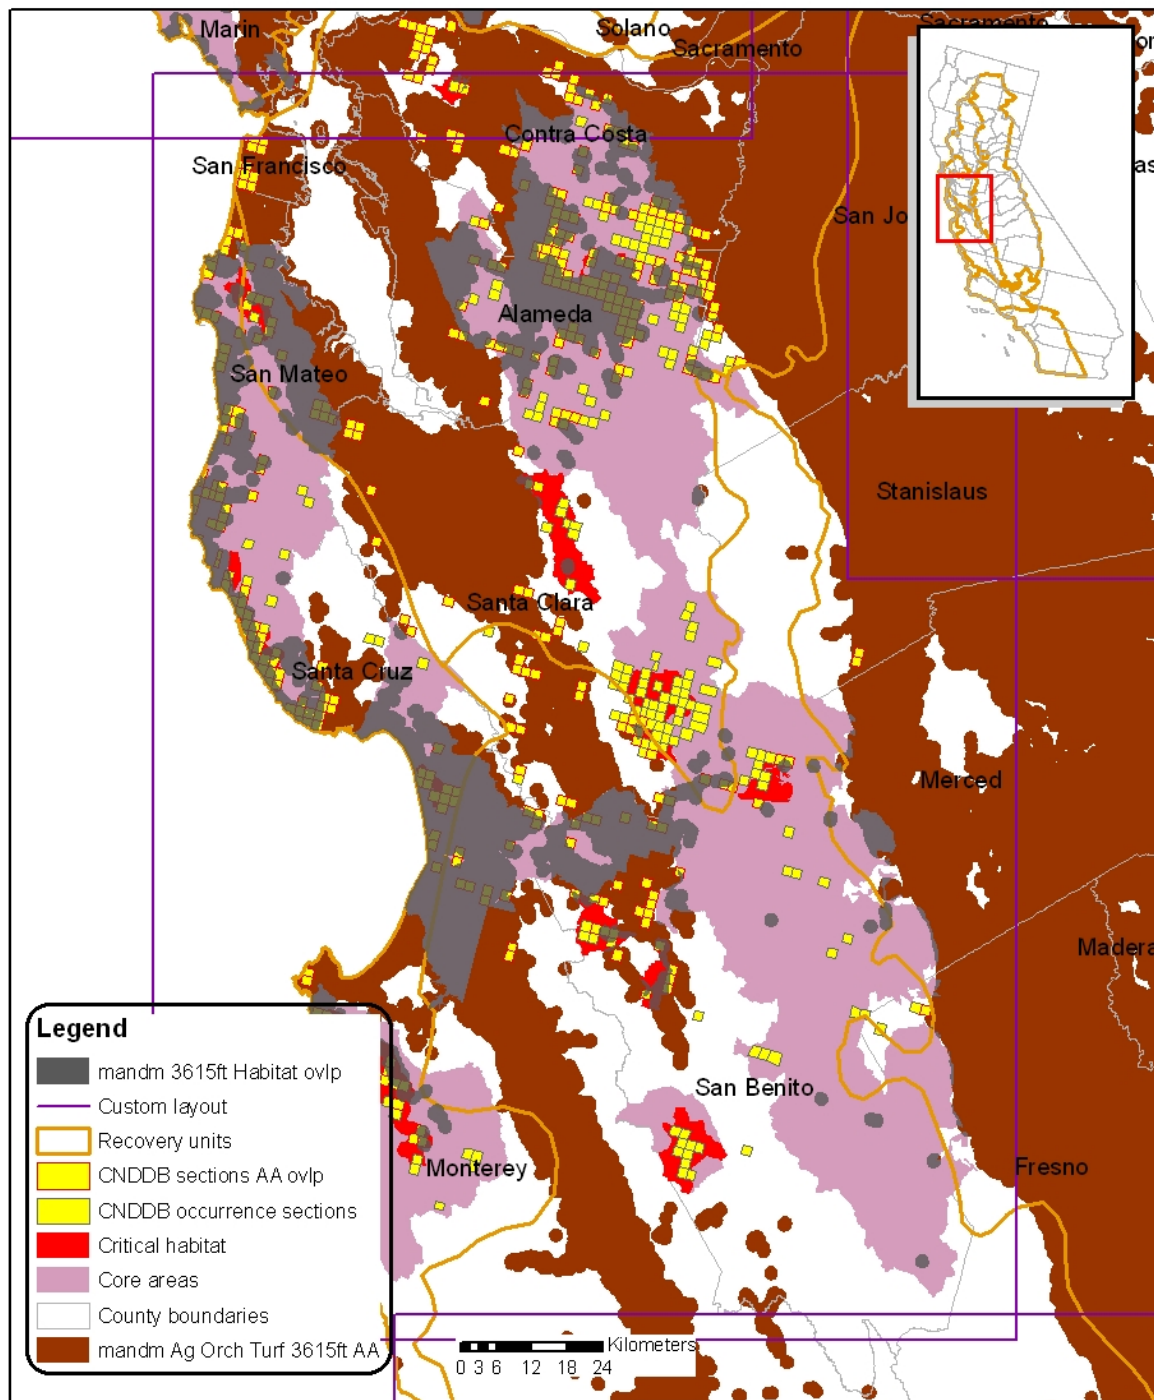 Marin
Solano
Sacramento
Sacramento
Contra Costa
San Francisco
San Jo
as
Alameda
San Mateo
Stanislaus
Santa Clara
Santa Cruz
Merced
Madera
San Benito
Monterey
Fresno
Legend
mandm 3615ft Habitat ovlp
Custom layout
Recovery units
CNDDB sections AA ovlp
CNDDB occurrence sections
Critical habitat
Core areas
County boundaries
mandm Ag Orch Turf 3615ft AA
Kilometers
0 3 6 12 18 24